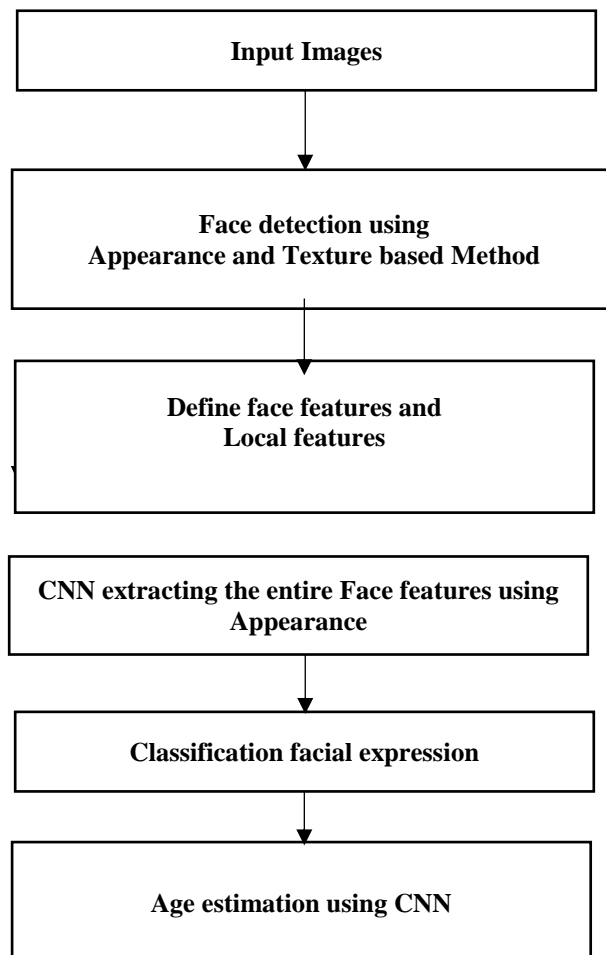 Input Images
Face detection using
Appearance and Texture based Method
Define face features and
Local features
CNN extracting the entire Face features using
Appearance
Classification facial expression
Age estimation using CNN